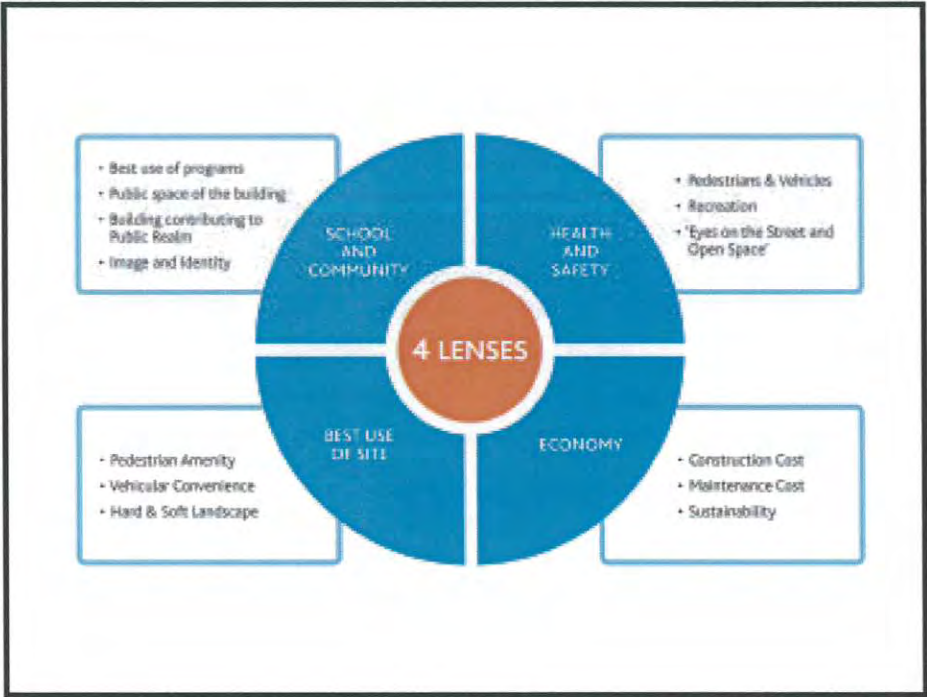 • Best use of programs
• Public space of the building
• Building contributing to
Public Realm
• Image and Identity
SCHOOL
AND
COMMUNITY
HEALTH
AND
SAFETY
• Pedestrians & Vehicles
• Recreation
• 'Eyes on the Street and
Open Space'
4 LENSES
• Pedestrian Amenity
• Vehicular Convenience
• Hard & Soft Landscape
BEST USE
OF SITE
ECONOMY
• Construction Cost
• Maintenance Cost
• Sustainability